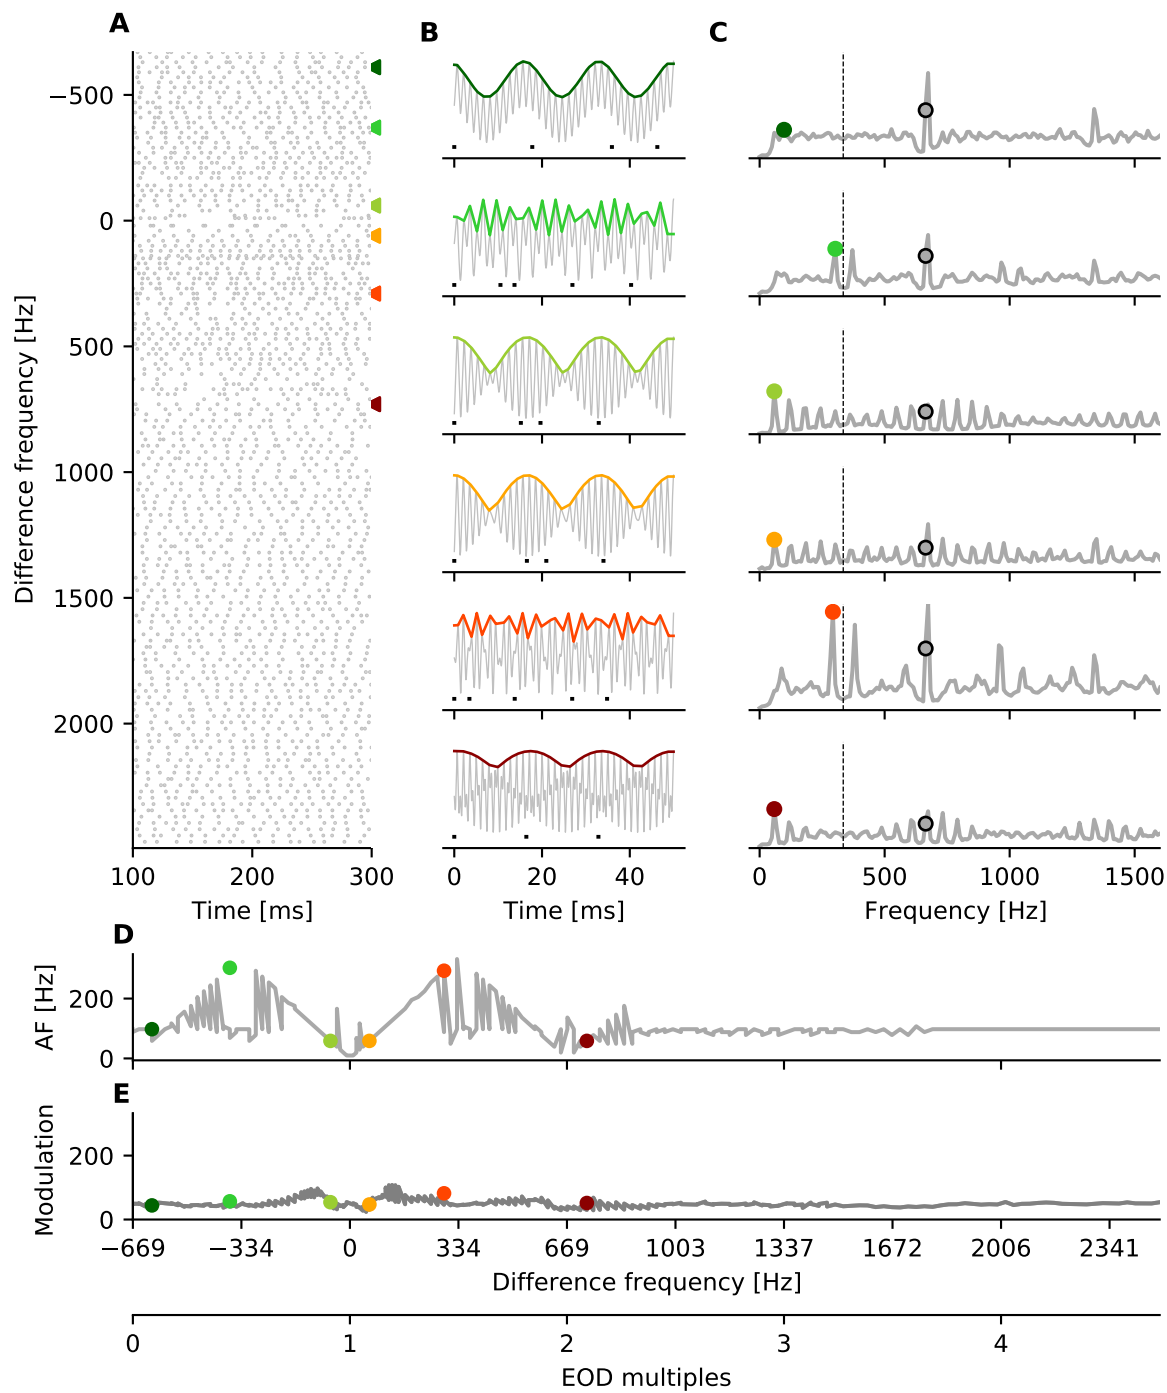 A
B
C
Difference frequency [Hz]
−500
0
500
1000
1500
2000
100 200 300
Time [ms]
0 20 40
Time [ms]
0 500 1000 1500
Frequency [Hz]
D
AF [Hz]
200
0
E
Modulation
200
0
−669 −334 0 334 669 1003 1337 1672 2006 2341
Difference frequency [Hz]
0 1 2 3 4
EOD multiples